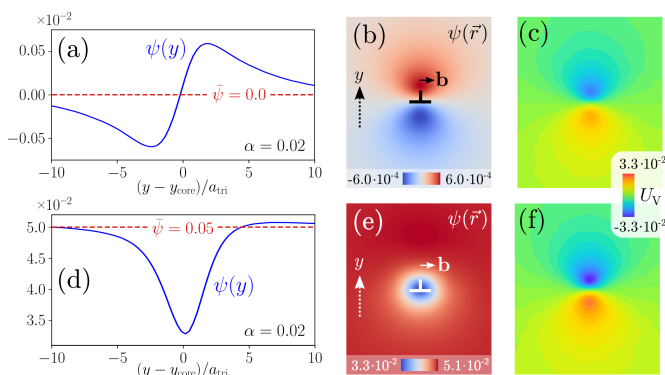 ×10⁻²
(a)
ψ(y)
ψ̄ = 0.0
α = 0.02
0.05
0.00
−0.05
−10 −5 0 5 10
(y − y_core)/a_tri
(b)
ψ(r⃗)
b
y
-6.0·10⁻⁴ 6.0·10⁻⁴
(c)
3.3·10⁻²
U_V
-3.3·10⁻²
×10⁻²
(d)
ψ̄ = 0.05
ψ(y)
α = 0.02
5.0
4.0
3.0
−10 −5 0 5 10
(y − y_core)/a_tri
(e)
ψ(r⃗)
b
y
3.3·10⁻² 5.1·10⁻²
(f)